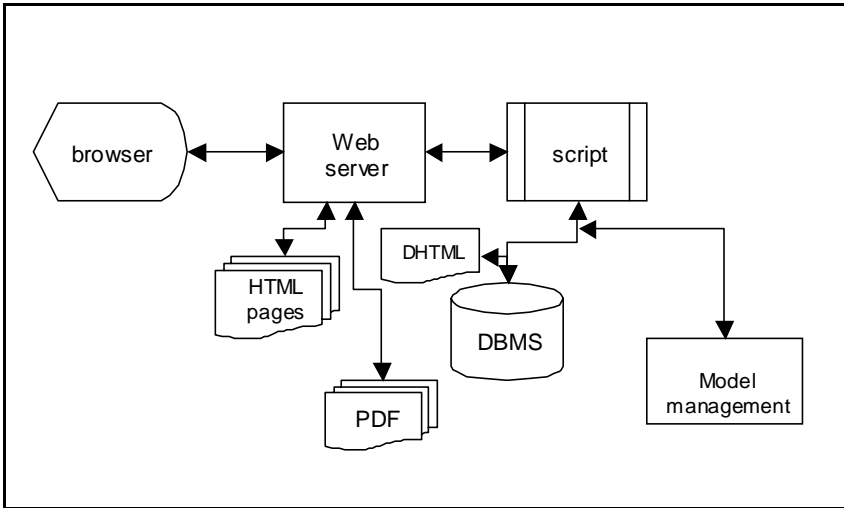 browser
Web
server
script
DHTML
HTML
pages
DBMS
Model
management
PDF